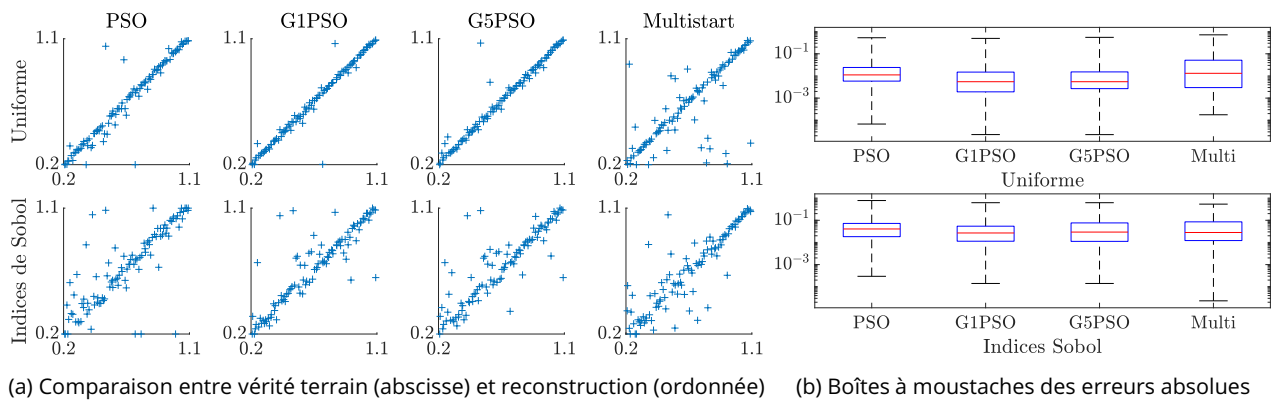 PSO G1PSO G5PSO Multistart
Uniforme
1.1 1.1 1.1 1.1
0.2 0.2 0.2 0.2
0.2 1.1 0.2 1.1 0.2 1.1 0.2 1.1
Indices de Sobol
1.1 1.1 1.1 1.1
0.2 0.2 0.2 0.2
0.2 1.1 0.2 1.1 0.2 1.1 0.2 1.1
(a) Comparaison entre vérité terrain (abscisse) et reconstruction (ordonnée)
10⁻¹
10⁻³
PSO G1PSO G5PSO Multi
Uniforme
10⁻¹
10⁻³
PSO G1PSO G5PSO Multi
Indices Sobol
(b) Boîtes à moustaches des erreurs absolues